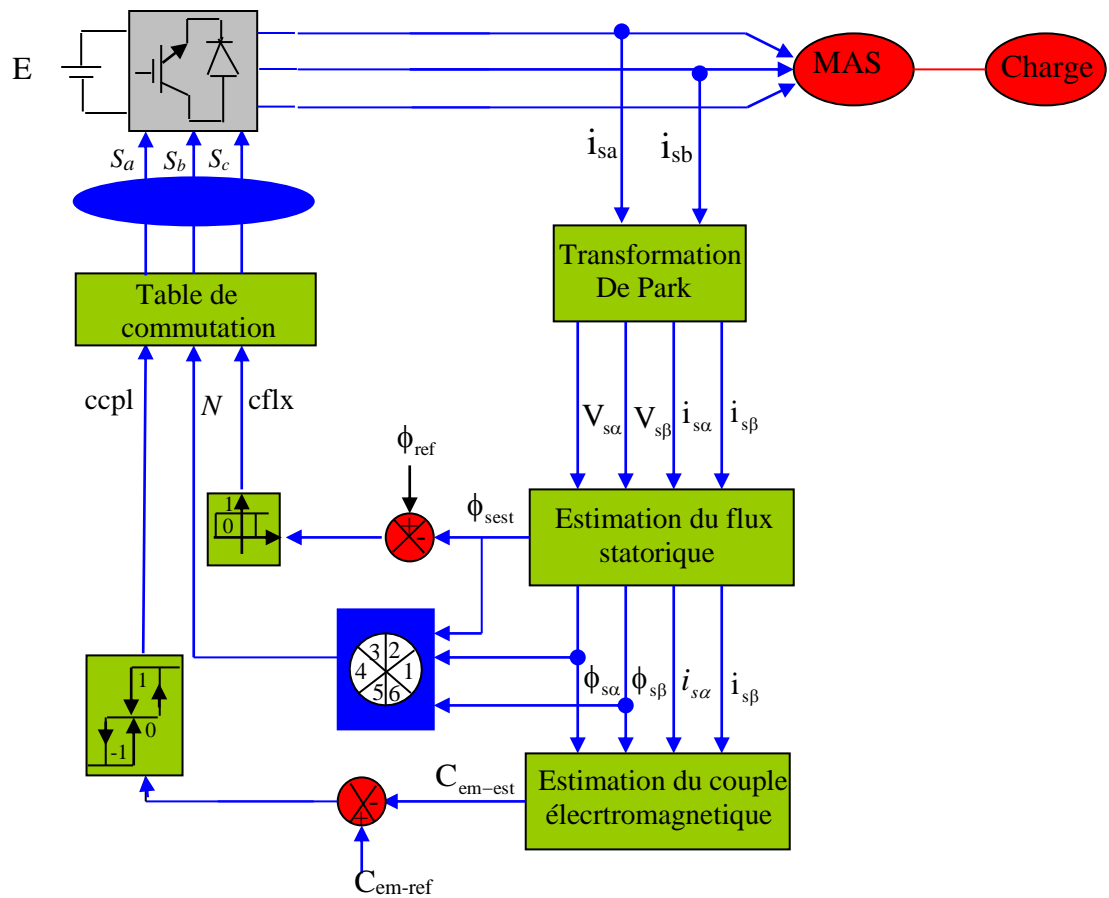 E
MAS
Charge
Sa
Sb
Sc
isa
isb
Transformation
De Park
Table de
commutation
ccpl
N
cflx
Vsα
Vsβ
isα
isβ
ϕref
+
-
ϕsest
1
0
Estimation du flux
statorique
3
2
4
1
5
6
ϕsα
ϕsβ
isα
isβ
1
0
-1
Cem−est
-
+
Estimation du couple
élecrtromagnetique
Cem-ref